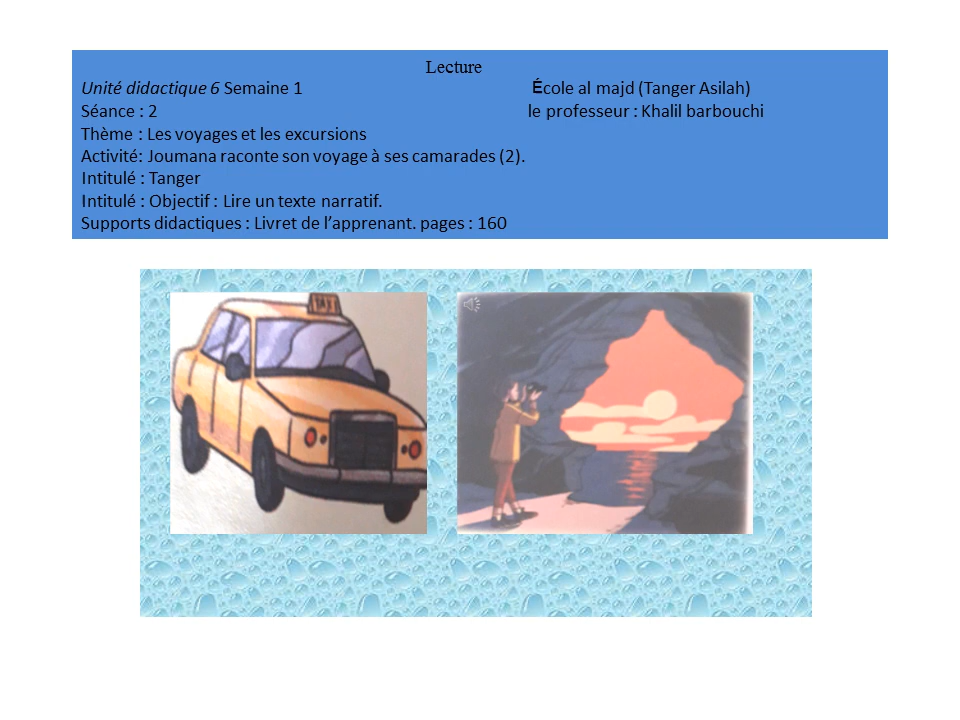 Lecture
Unité didactique 6 Semaine 1 École al majd (Tanger Asilah)
Séance : 2 le professeur : Khalil barbouchi
Thème : Les voyages et les excursions
Activité: Joumana raconte son voyage à ses camarades (2).
Intitulé : Tanger
Intitulé : Objectif : Lire un texte narratif.
Supports didactiques : Livret de l’apprenant. pages : 160
TAXI